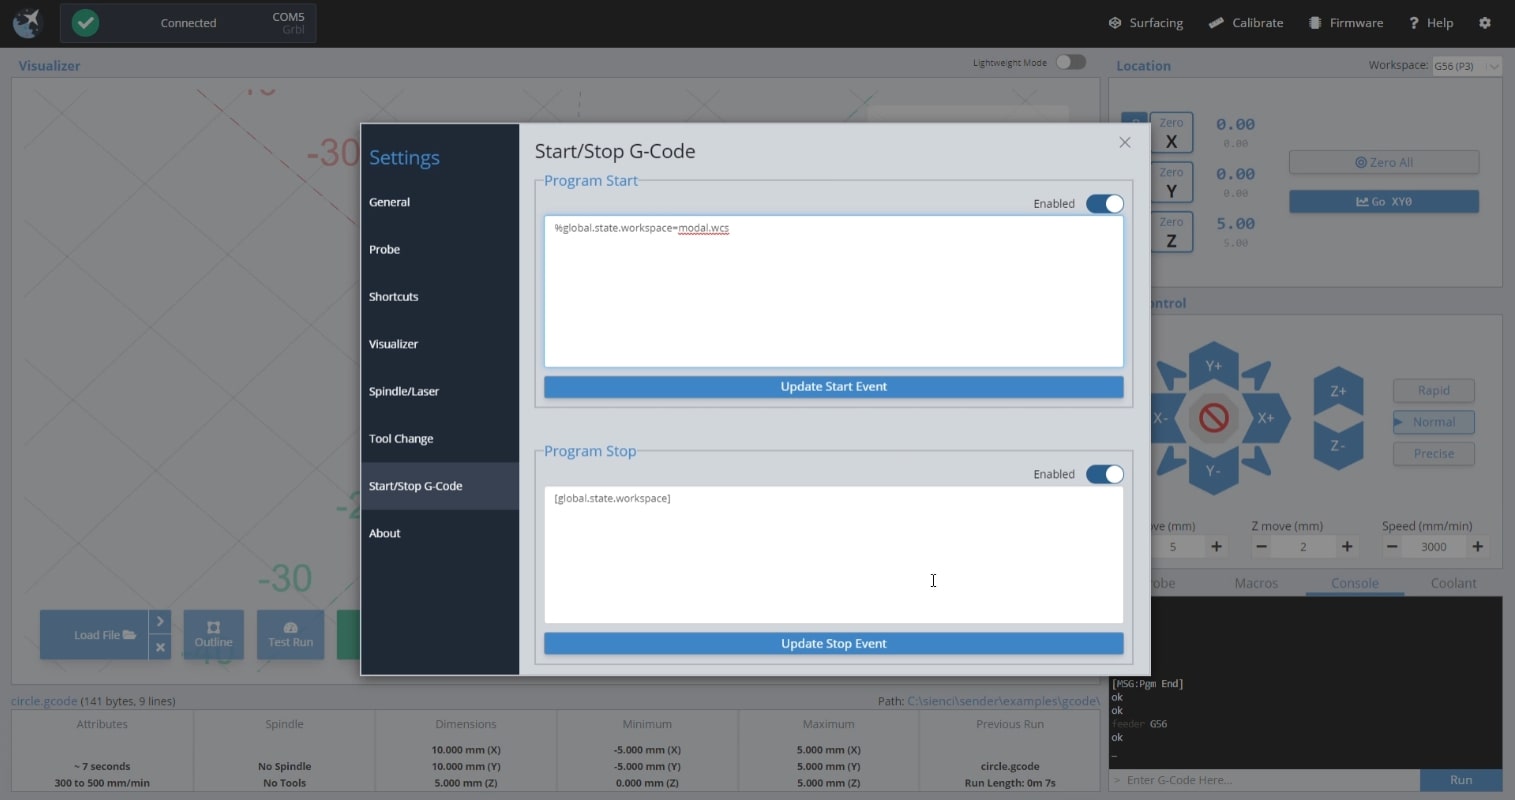 Connected
COM5
Grbl
Surfacing
Calibrate
Firmware
? Help
Visualizer
Lightweight Mode
Location
Workspace:
G56 (P3)
-30
-30
Settings
General
Probe
Shortcuts
Visualizer
Spindle/Laser
Tool Change
Start/Stop G-Code
About
Start/Stop G-Code
Program Start
Enabled
%global.state.workspace=modal.wcs
Update Start Event
Program Stop
Enabled
[global.state.workspace]
Update Stop Event
Zero
X
0.00
0.00
Zero
Y
0.00
0.00
Zero
Z
5.00
5.00
Zero All
Go XY0
Y+
X-
X+
Y-
Z+
Z-
Rapid
Normal
Precise
Z move (mm)
Speed (mm/min)
5 +
− 2 +
− 3000 +
Macros
Console
Coolant
[MSG:Pgm End]
ok
ok
feeder G56
ok
> Enter G-Code Here...
Run
Load File
Outline
Test Run
circle.gcode (141 bytes, 9 lines)
Path: C:\sienci\sender\examples\gcode\
Attributes
Spindle
Dimensions
Minimum
Maximum
Previous Run
~ 7 seconds
300 to 500 mm/min
No Spindle
No Tools
10.000 mm (X)
10.000 mm (Y)
5.000 mm (Z)
-5.000 mm (X)
-5.000 mm (Y)
0.000 mm (Z)
5.000 mm (X)
5.000 mm (Y)
5.000 mm (Z)
circle.gcode
Run Length: 0m 7s